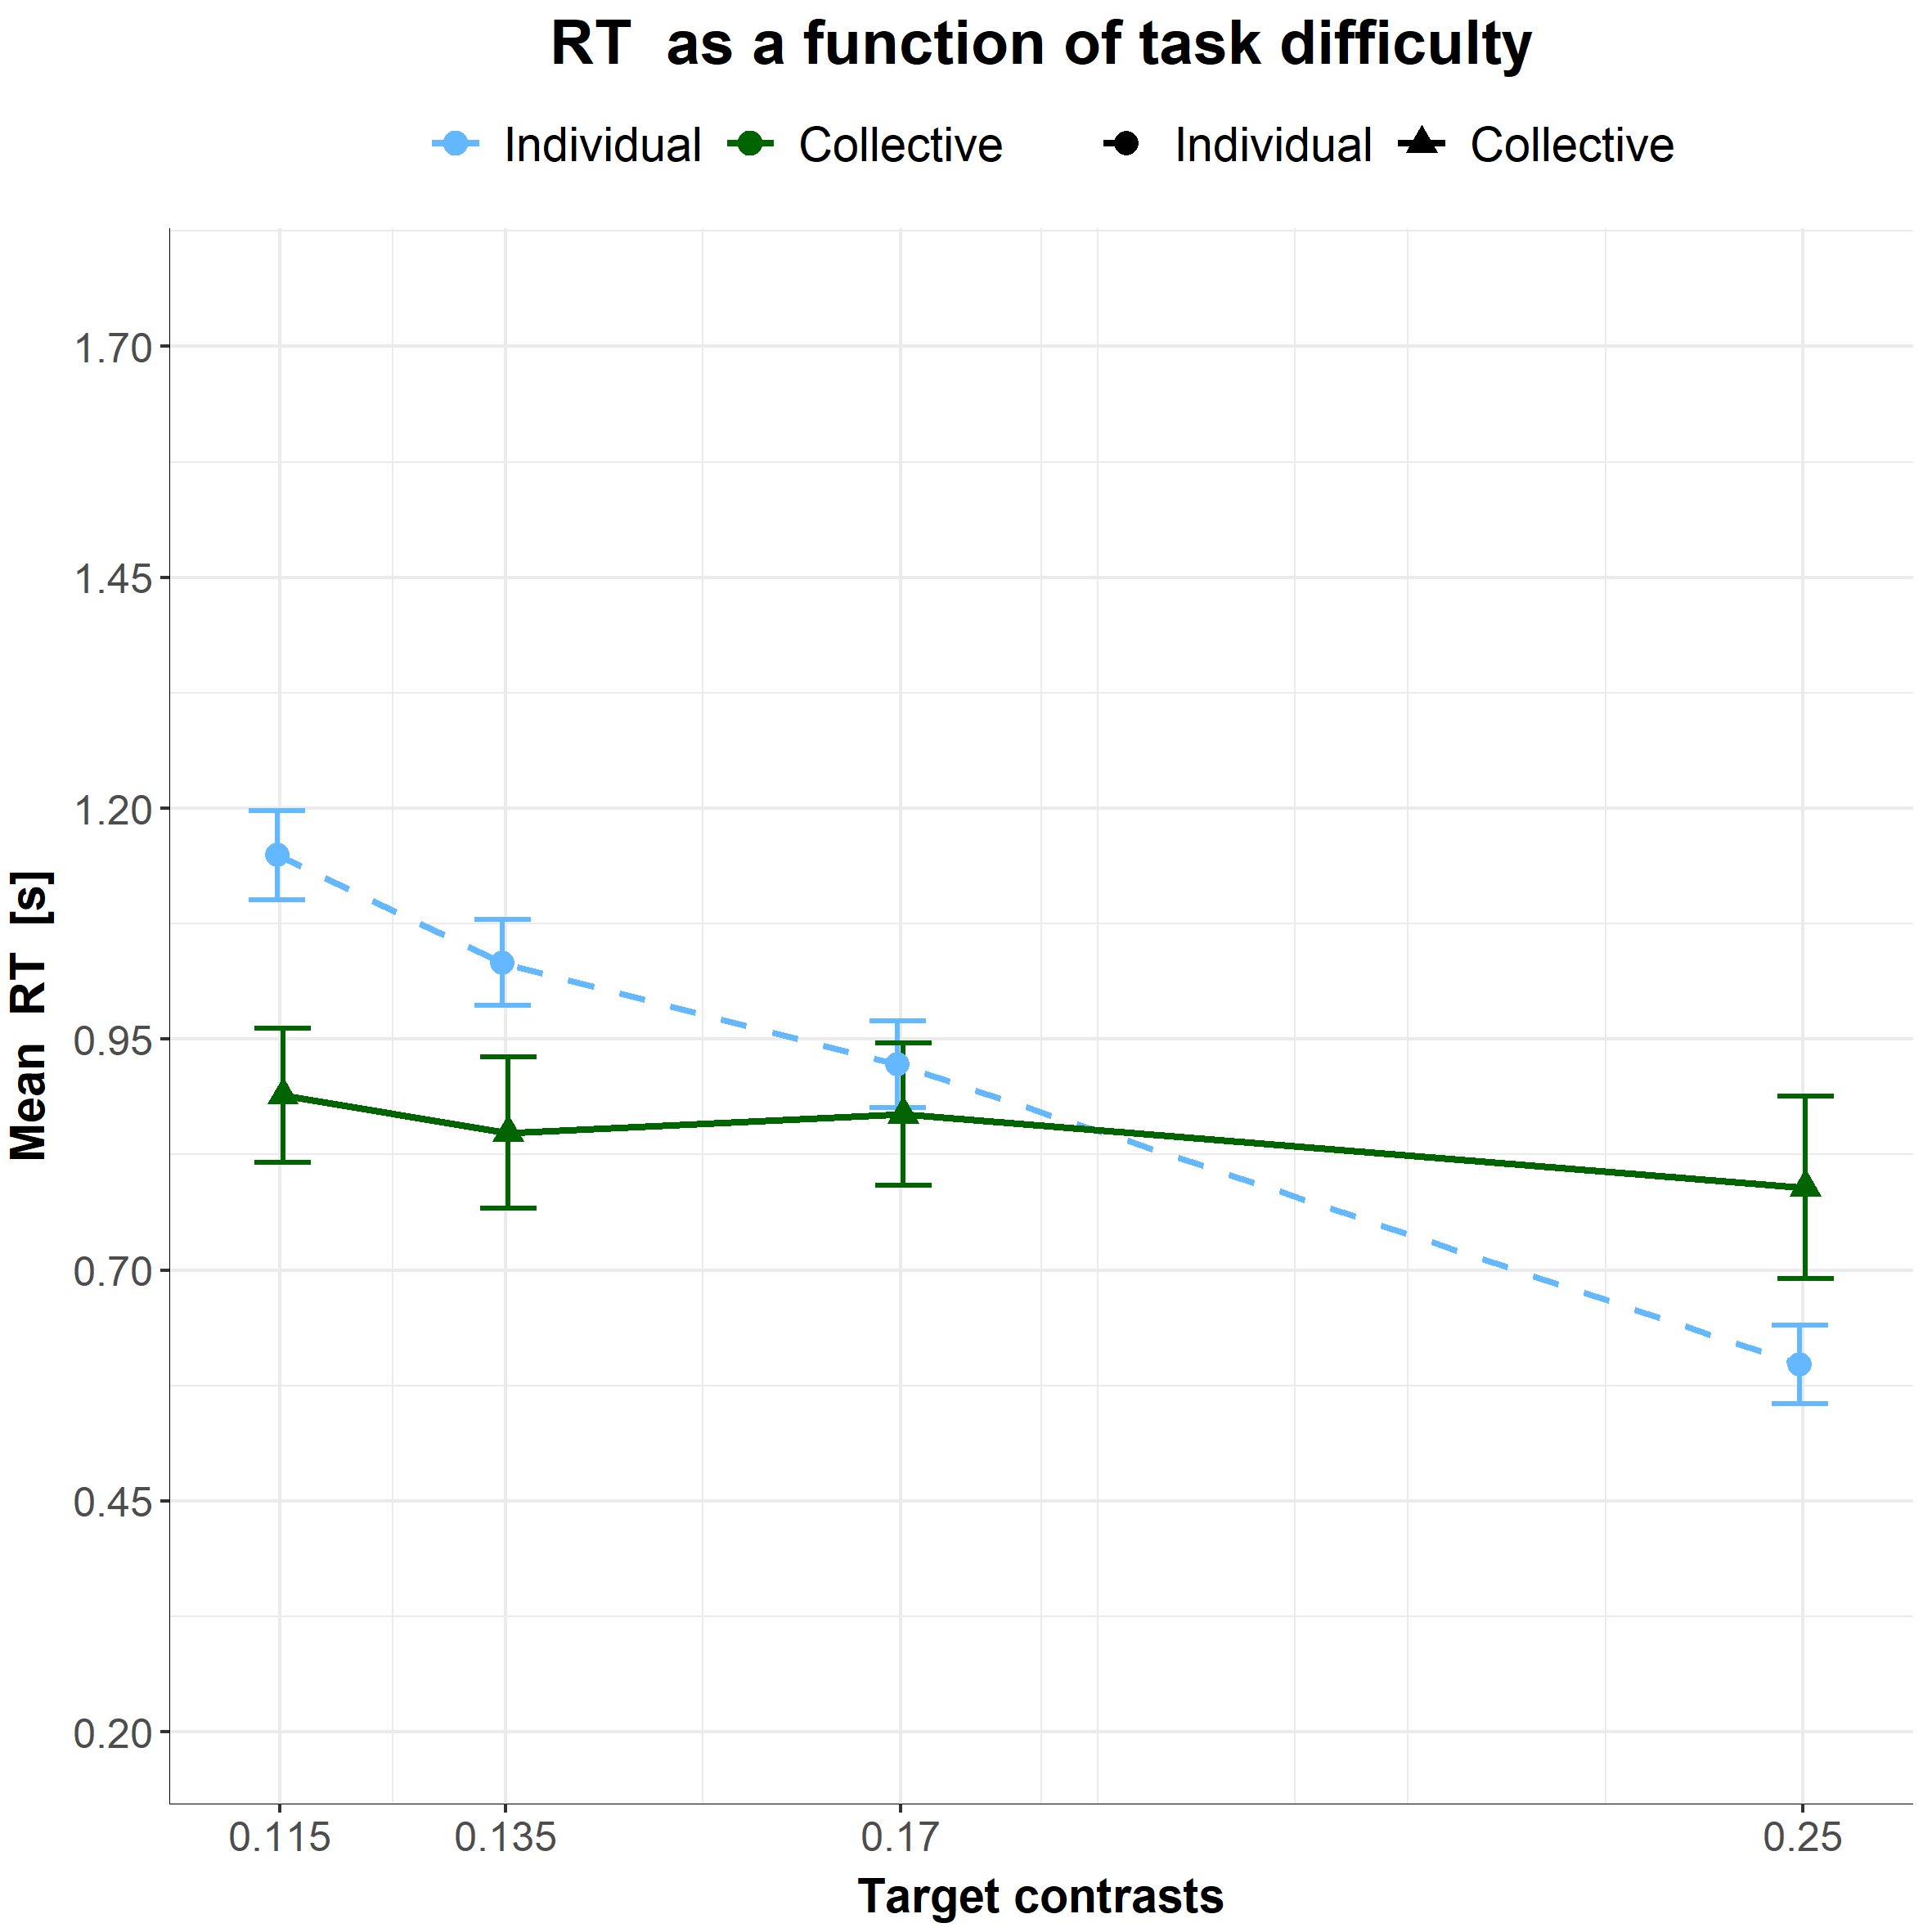 RT as a function of task difficulty
Individual Collective Individual Collective
1.70
1.45
1.20
0.95
0.70
0.45
0.20
Mean RT [s]
0.115 0.135 0.17 0.25
Target contrasts